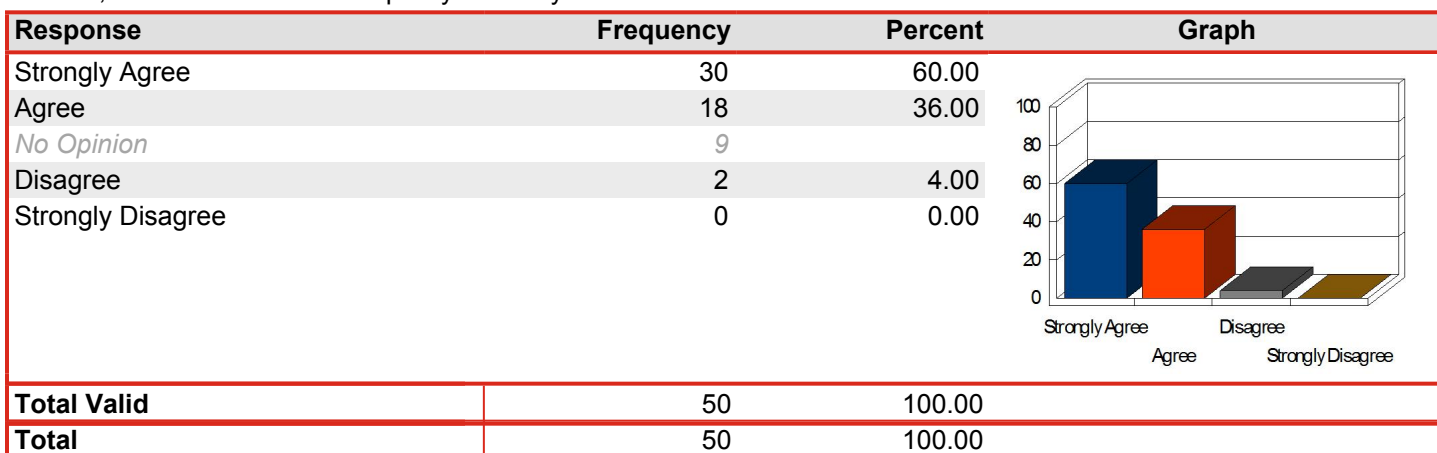 Response Frequency Percent Graph
Strongly Agree 30 60.00
Agree 18 36.00
No Opinion 9
Disagree 2 4.00
Strongly Disagree 0 0.00
100
80
60
40
20
0
Strongly Agree Disagree
Agree Strongly Disagree
Total Valid 50 100.00
Total 50 100.00